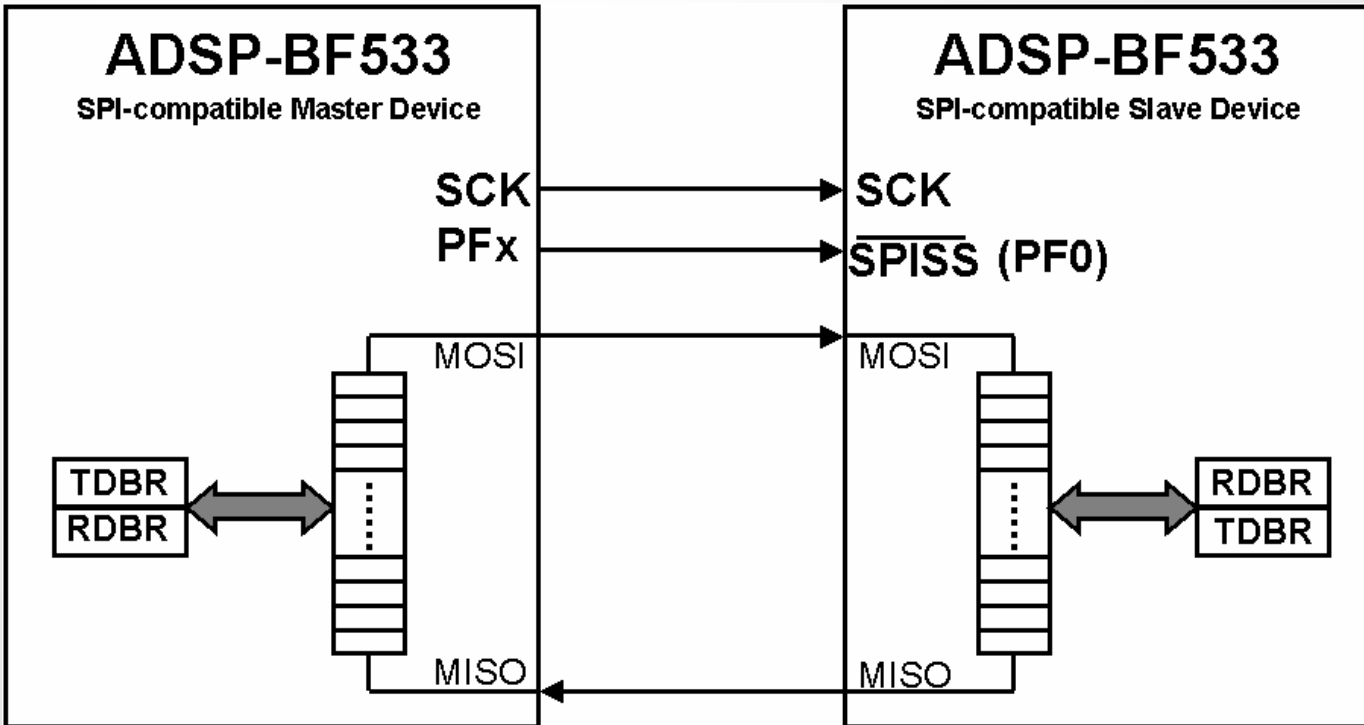 ADSP-BF533
SPI-compatible Master Device
SCK
PFx
MOSI
TDBR
RDBR
MISO
ADSP-BF533
SPI-compatible Slave Device
SCK
SPISS (PF0)
MOSI
RDBR
TDBR
MISO